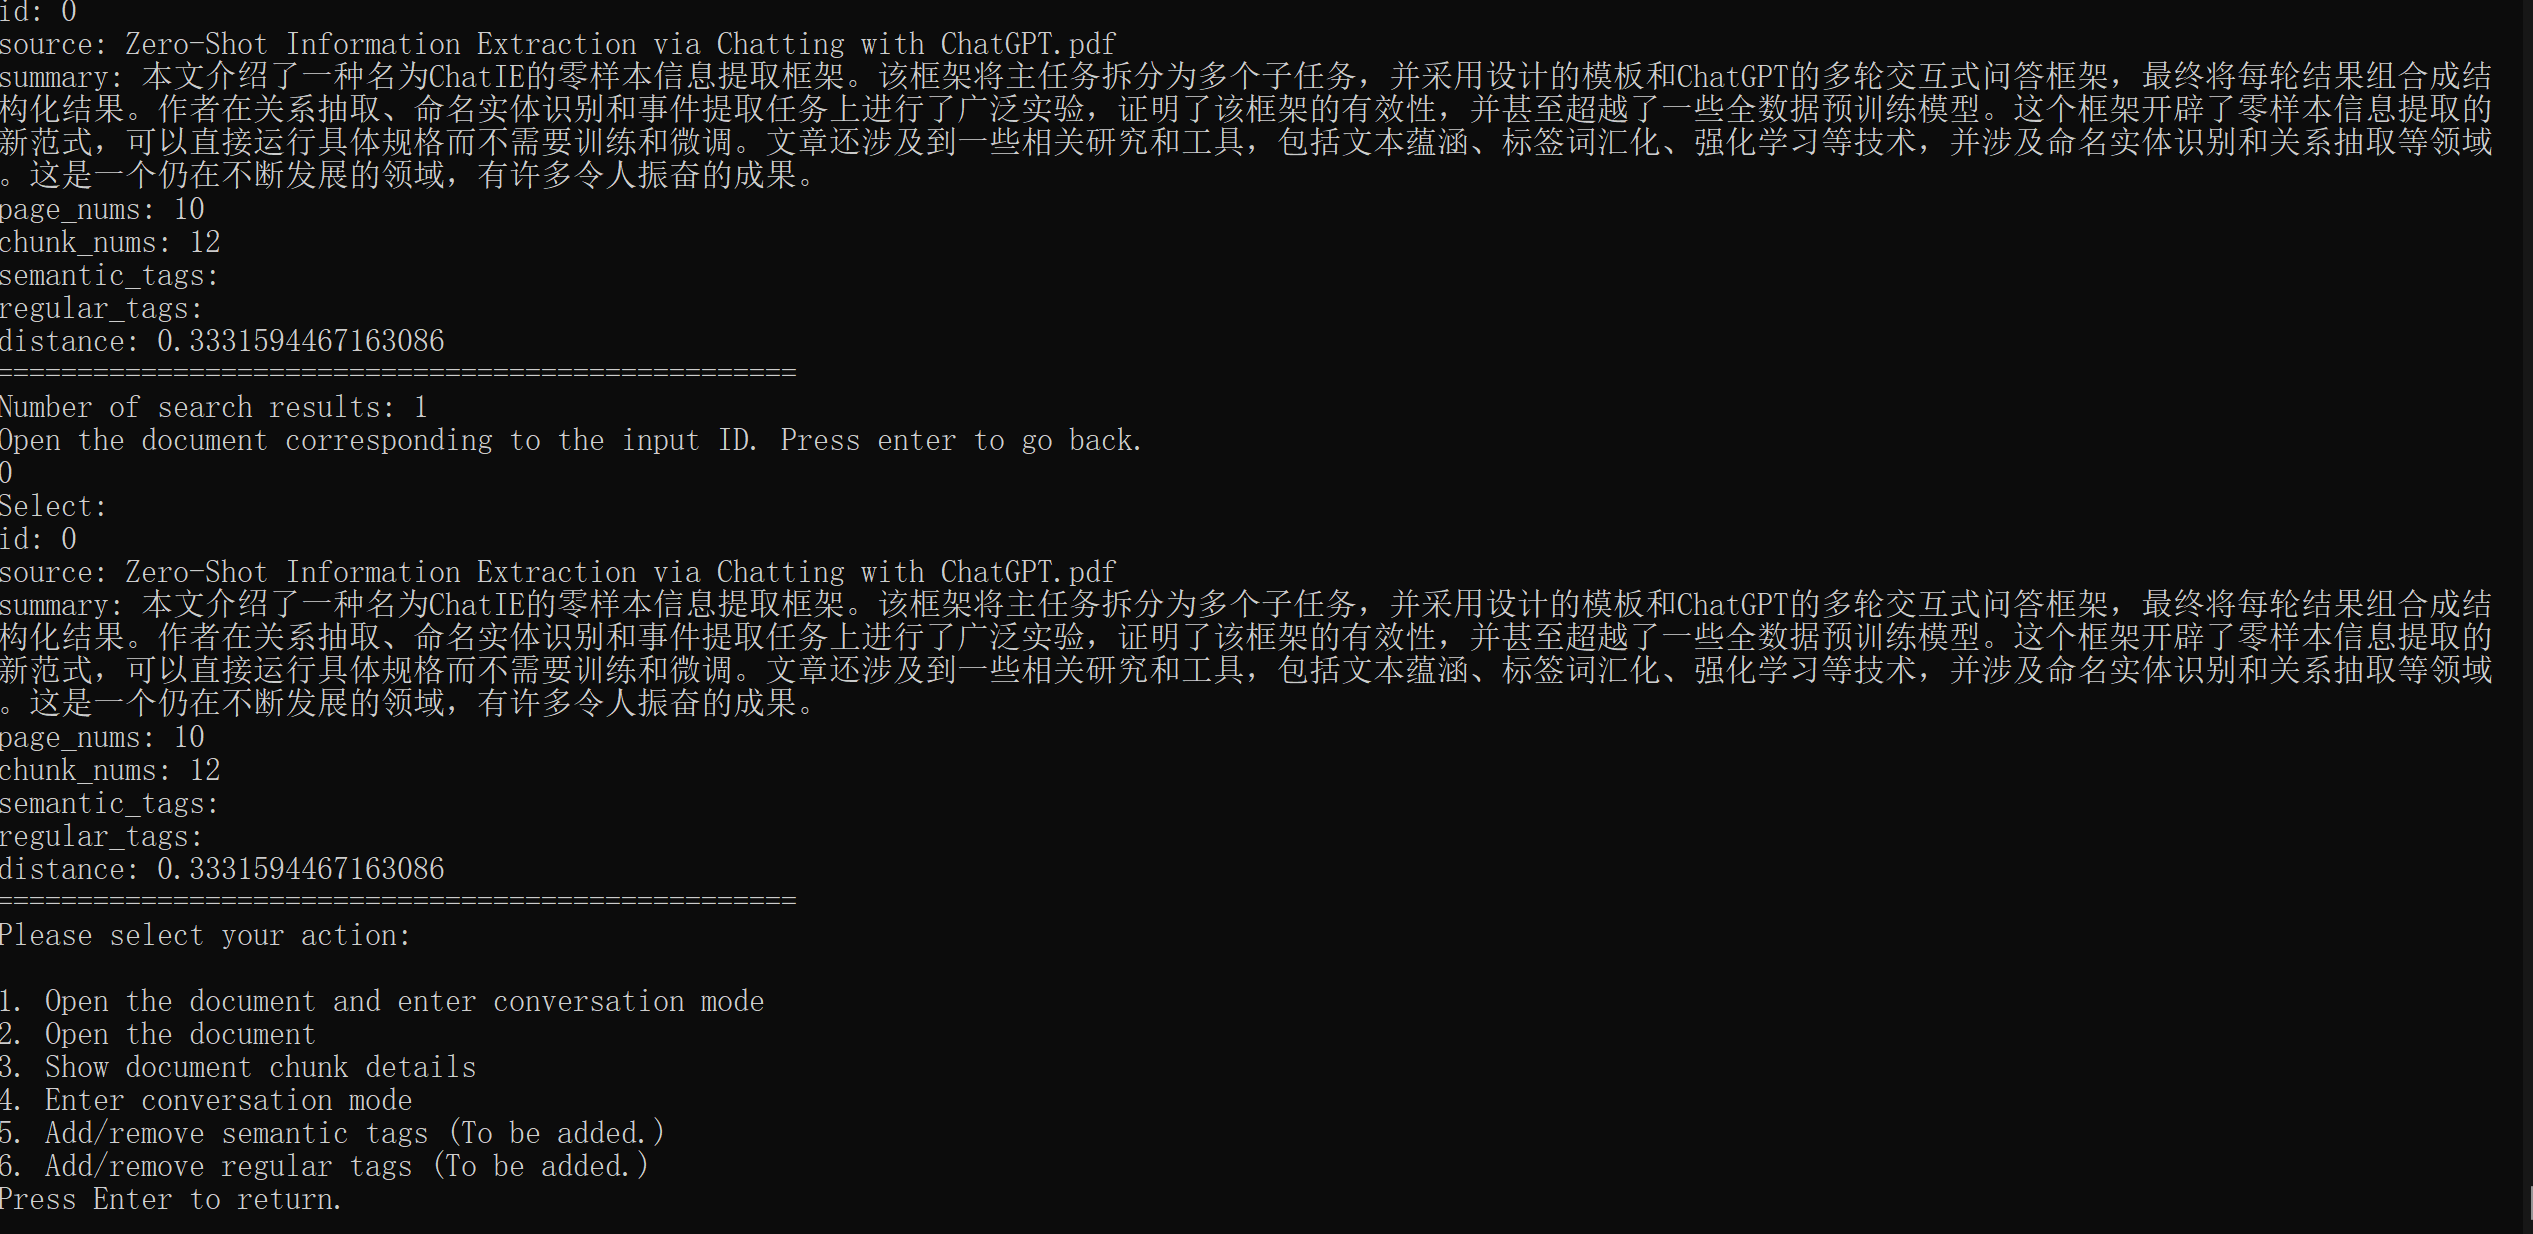 id: 0
source: Zero-Shot Information Extraction via Chatting with ChatGPT.pdf
summary: 本文介绍了一种名为ChatIE的零样本信息提取框架。该框架将主任务拆分为多个子任务，并采用设计的模板和ChatGPT的多轮交互式问答框架，最终将每轮结果组合成结
构化结果。作者在关系抽取、命名实体识别和事件提取任务上进行了广泛实验，证明了该框架的有效性，并甚至超越了一些全数据预训练模型。这个框架开辟了零样本信息提取的
新范式，可以直接运行具体规格而不需要训练和微调。文章还涉及到一些相关研究和工具，包括文本蕴涵、标签词汇化、强化学习等技术，并涉及命名实体识别和关系抽取等领域
。这是一个仍在不断发展的领域，有许多令人振奋的成果。
page_nums: 10
chunk_nums: 12
semantic_tags:
regular_tags:
distance: 0.3331594467163086
==================================================
Number of search results: 1
Open the document corresponding to the input ID. Press enter to go back.
0
Select:
id: 0
source: Zero-Shot Information Extraction via Chatting with ChatGPT.pdf
summary: 本文介绍了一种名为ChatIE的零样本信息提取框架。该框架将主任务拆分为多个子任务，并采用设计的模板和ChatGPT的多轮交互式问答框架，最终将每轮结果组合成结
构化结果。作者在关系抽取、命名实体识别和事件提取任务上进行了广泛实验，证明了该框架的有效性，并甚至超越了一些全数据预训练模型。这个框架开辟了零样本信息提取的
新范式，可以直接运行具体规格而不需要训练和微调。文章还涉及到一些相关研究和工具，包括文本蕴涵、标签词汇化、强化学习等技术，并涉及命名实体识别和关系抽取等领域
。这是一个仍在不断发展的领域，有许多令人振奋的成果。
page_nums: 10
chunk_nums: 12
semantic_tags:
regular_tags:
distance: 0.3331594467163086
==================================================
Please select your action:
1. Open the document and enter conversation mode
2. Open the document
3. Show document chunk details
4. Enter conversation mode
5. Add/remove semantic tags (To be added.)
6. Add/remove regular tags (To be added.)
Press Enter to return.